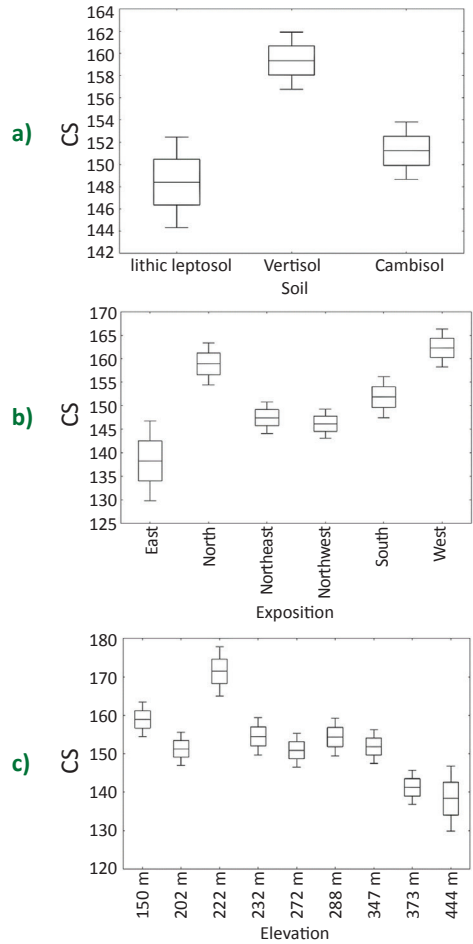 a)
CS
164
162
160
158
156
154
152
150
148
146
144
142
lithic leptosol Vertisol Cambisol
Soil
b)
CS
170
165
160
155
150
145
140
135
130
125
East North Northeast Northwest South West
Exposition
c)
CS
180
170
160
150
140
130
120
150 m 202 m 222 m 232 m 272 m 288 m 347 m 373 m 444 m
Elevation